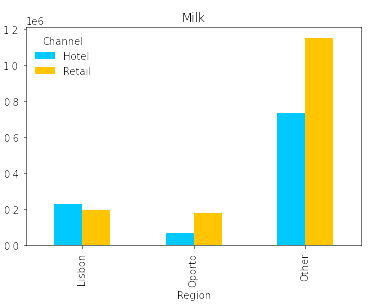 Milk
1e6
1.2
1.0
0.8
0.6
0.4
0.2
0.0
Channel
Hotel
Retail
Lisbon
Oporto
Other
Region